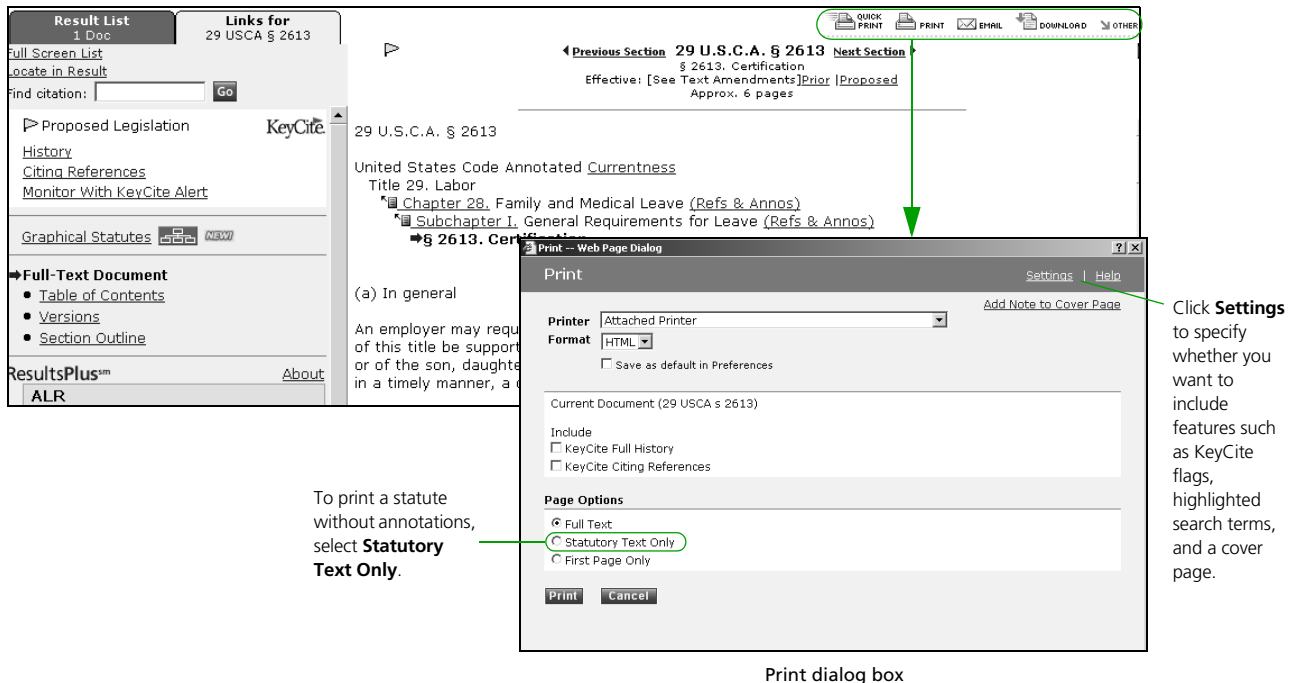 Result List
1 Doc
Links for
29 USCA § 2613
Full Screen List
Locate in Result
Find citation:
Go
Proposed Legislation
KeyCite.
History
Citing References
Monitor With KeyCite Alert
Graphical Statutes NEW!
Full-Text Document
• Table of Contents
• Versions
• Section Outline
ResultsPlus℠
About
ALR
QUICK PRINT
PRINT
EMAIL
DOWNLOAD
OTHER
Previous Section 29 U.S.C.A. § 2613 Next Section
§ 2613. Certification
Effective: [See Text Amendments]Prior |Proposed
Approx. 6 pages
29 U.S.C.A. § 2613
United States Code Annotated Currentness
Title 29. Labor
Chapter 28. Family and Medical Leave (Refs & Annos)
Subchapter I. General Requirements for Leave (Refs & Annos)
§ 2613. Certification
(a) In general
An employer may requ
of this title be support
or of the son, daughte
in a timely manner, a
Print -- Web Page Dialog
Print
Settings | Help
Add Note to Cover Page
Printer Attached Printer
Format HTML
Save as default in Preferences
Current Document (29 USCA s 2613)
Include
KeyCite Full History
KeyCite Citing References
Page Options
Full Text
Statutory Text Only
First Page Only
Print Cancel
To print a statute
without annotations,
select Statutory
Text Only.
Click Settings
to specify
whether you
want to
include
features such
as KeyCite
flags,
highlighted
search terms,
and a cover
page.
Print dialog box